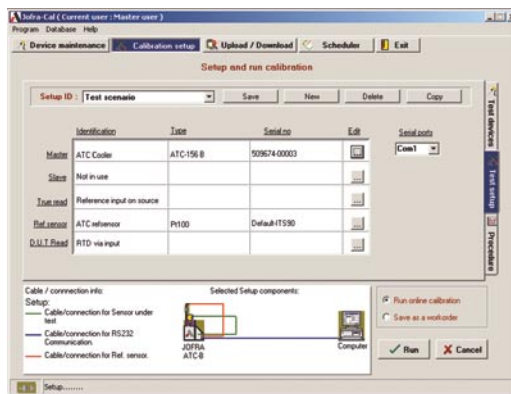 Jofra-Cal ( Current user : Master user )
Program Database Help
Device maintenance Calibration setup Upload / Download Scheduler Exit
Setup and run calibration
Setup ID : Test scenario Save New Delete Copy
Identification Type Serial no Edit Serial ports
Master ATC Cooler ATC-156 B 509674-00003 ... Com1
Slave Not in use ...
True read Reference input on source ...
Ref.sensor ATC refsensor Pt100 Default-ITS90 ...
D.U.T Read RTD via input ...
Test devices
Test setup
Procedure
Cable / connnection info: Selected Setup components:
Setup:
Cable/connection for Sensor under
test.
Cable/connection for RS232
Communication.
Cable/connection for Ref. sensor.
JOFRA
ATC-B
Computer
Run online calibration
Save as a workorder
Run Cancel
Setup........